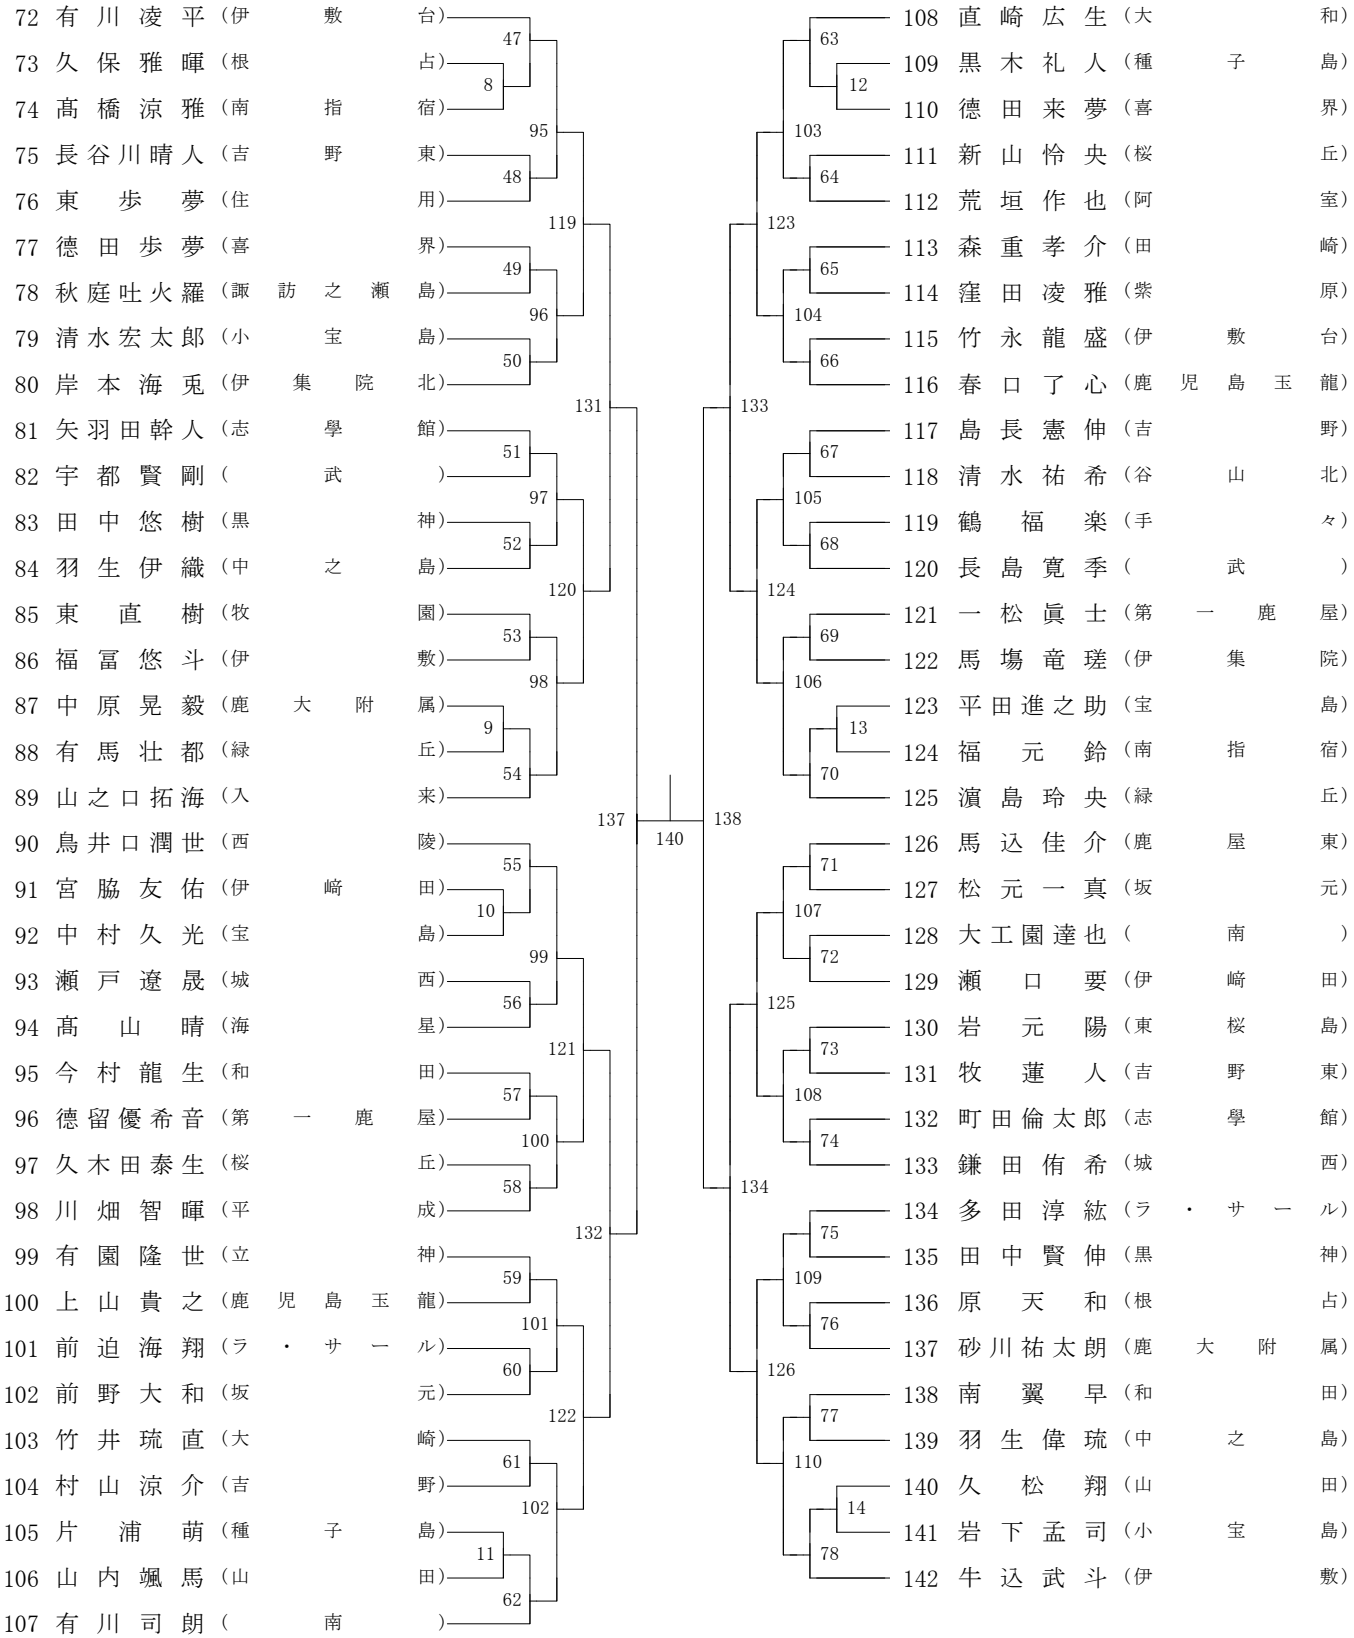 72 有川凌平（伊敷台）
73 久保雅暉（根占）
74 髙橋涼雅（南指宿）
75 長谷川晴人（吉野東）
76 東歩夢（住用）
77 德田歩夢（喜界）
78 秋庭吐火羅（諏訪之瀬島）
79 清水宏太郎（小宝島）
80 岸本海兎（伊集院北）
81 矢羽田幹人（志學館）
82 宇都賢剛（武）
83 田中悠樹（黒神）
84 羽生伊織（中之島）
85 東直樹（牧園）
86 福冨悠斗（伊敷）
87 中原晃毅（鹿大附属）
88 有馬壮都（緑丘）
89 山之口拓海（入来）
90 鳥井口潤世（西陵）
91 宮脇友佑（伊﨑田）
92 中村久光（宝島）
93 瀬戸遼晟（城西）
94 髙山晴（海星）
95 今村龍生（和田）
96 德留優希音（第一鹿屋）
97 久木田泰生（桜丘）
98 川畑智暉（平成）
99 有園隆世（立神）
100 上山貴之（鹿児島玉龍）
101 前迫海翔（ラ・サール）
102 前野大和（坂元）
103 竹井琉直（大崎）
104 村山涼介（吉野）
105 片浦萌（種子島）
106 山内颯馬（山田）
107 有川司朗（南）
47
8
95
48
119
49
96
50
131
51
97
52
120
53
98
9
54
137
55
10
99
56
121
57
100
58
132
59
101
60
122
61
102
11
62
140
63
12
103
64
123
65
104
66
133
67
105
68
124
69
106
13
70
138
71
107
72
125
73
108
74
134
75
109
76
126
77
110
14
78
108 直崎広生（大和）
109 黒木礼人（種子島）
110 德田来夢（喜界）
111 新山怜央（桜丘）
112 荒垣作也（阿室）
113 森重孝介（田崎）
114 窪田凌雅（紫原）
115 竹永龍盛（伊敷台）
116 春口了心（鹿児島玉龍）
117 島長憲伸（吉野）
118 清水祐希（谷山北）
119 鶴福楽（手々）
120 長島寛季（武）
121 一松眞士（第一鹿屋）
122 馬塲竜瑳（伊集院）
123 平田進之助（宝島）
124 福元鈴（南指宿）
125 濵島玲央（緑丘）
126 馬込佳介（鹿屋東）
127 松元一真（坂元）
128 大工園達也（南）
129 瀬口要（伊﨑田）
130 岩元陽（東桜島）
131 牧蓮人（吉野東）
132 町田倫太郎（志學館）
133 鎌田侑希（城西）
134 多田淳紘（ラ・サール）
135 田中賢伸（黒神）
136 原天和（根占）
137 砂川祐太朗（鹿大附属）
138 南翼早（和田）
139 羽生偉琉（中之島）
140 久松翔（山田）
141 岩下孟司（小宝島）
142 牛込武斗（伊敷）